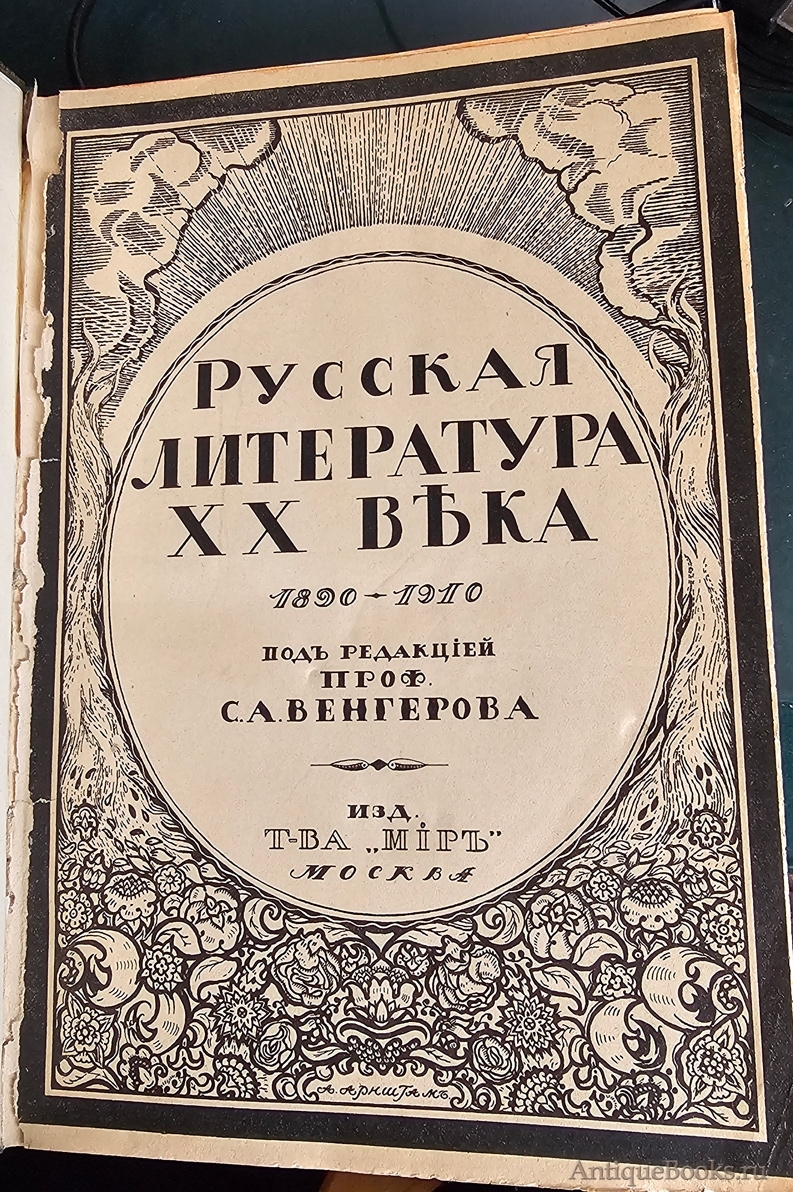 РУССКАЯ
ЛИТЕРАТУРА
XX ВѢКА
1890-1910
ПОДЪ РЕДАКЦІЕЙ
ПРОФ.
С.А.ВЕНГЕРОВА
ИЗД.
Т-ВА „МІРЪ”
МОСКВА
А.АРНШТАМЪ
AntiqueBooks.ru